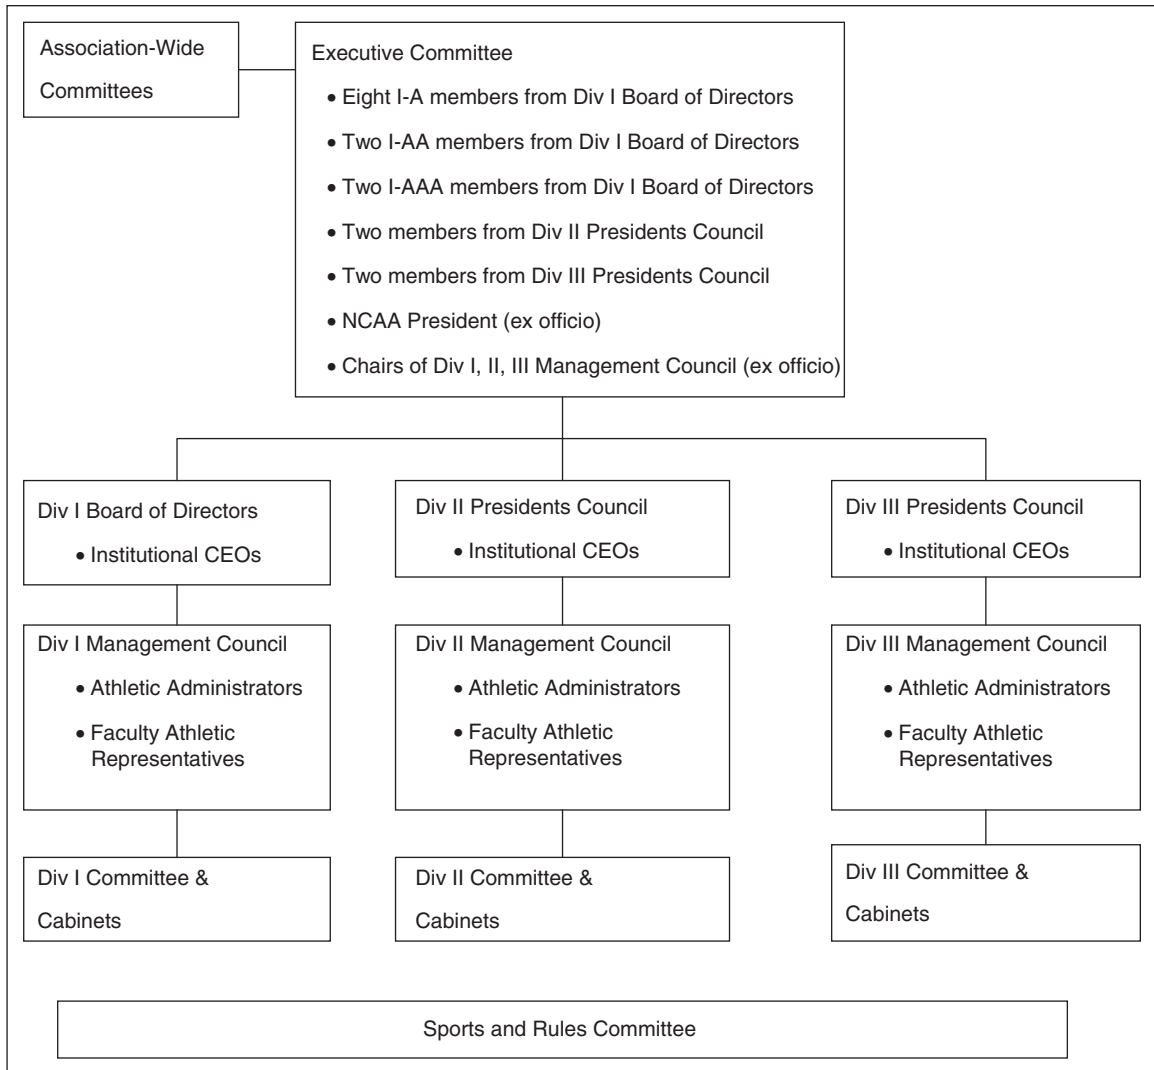 Association-Wide
Committees
Executive Committee
• Eight I-A members from Div I Board of Directors
• Two I-AA members from Div I Board of Directors
• Two I-AAA members from Div I Board of Directors
• Two members from Div II Presidents Council
• Two members from Div III Presidents Council
• NCAA President (ex officio)
• Chairs of Div I, II, III Management Council (ex officio)
Div I Board of Directors
• Institutional CEOs
Div II Presidents Council
• Institutional CEOs
Div III Presidents Council
• Institutional CEOs
Div I Management Council
• Athletic Administrators
• Faculty Athletic
Representatives
Div II Management Council
• Athletic Administrators
• Faculty Athletic
Representatives
Div III Management Council
• Athletic Administrators
• Faculty Athletic
Representatives
Div I Committee &
Cabinets
Div II Committee &
Cabinets
Div III Committee &
Cabinets
Sports and Rules Committee